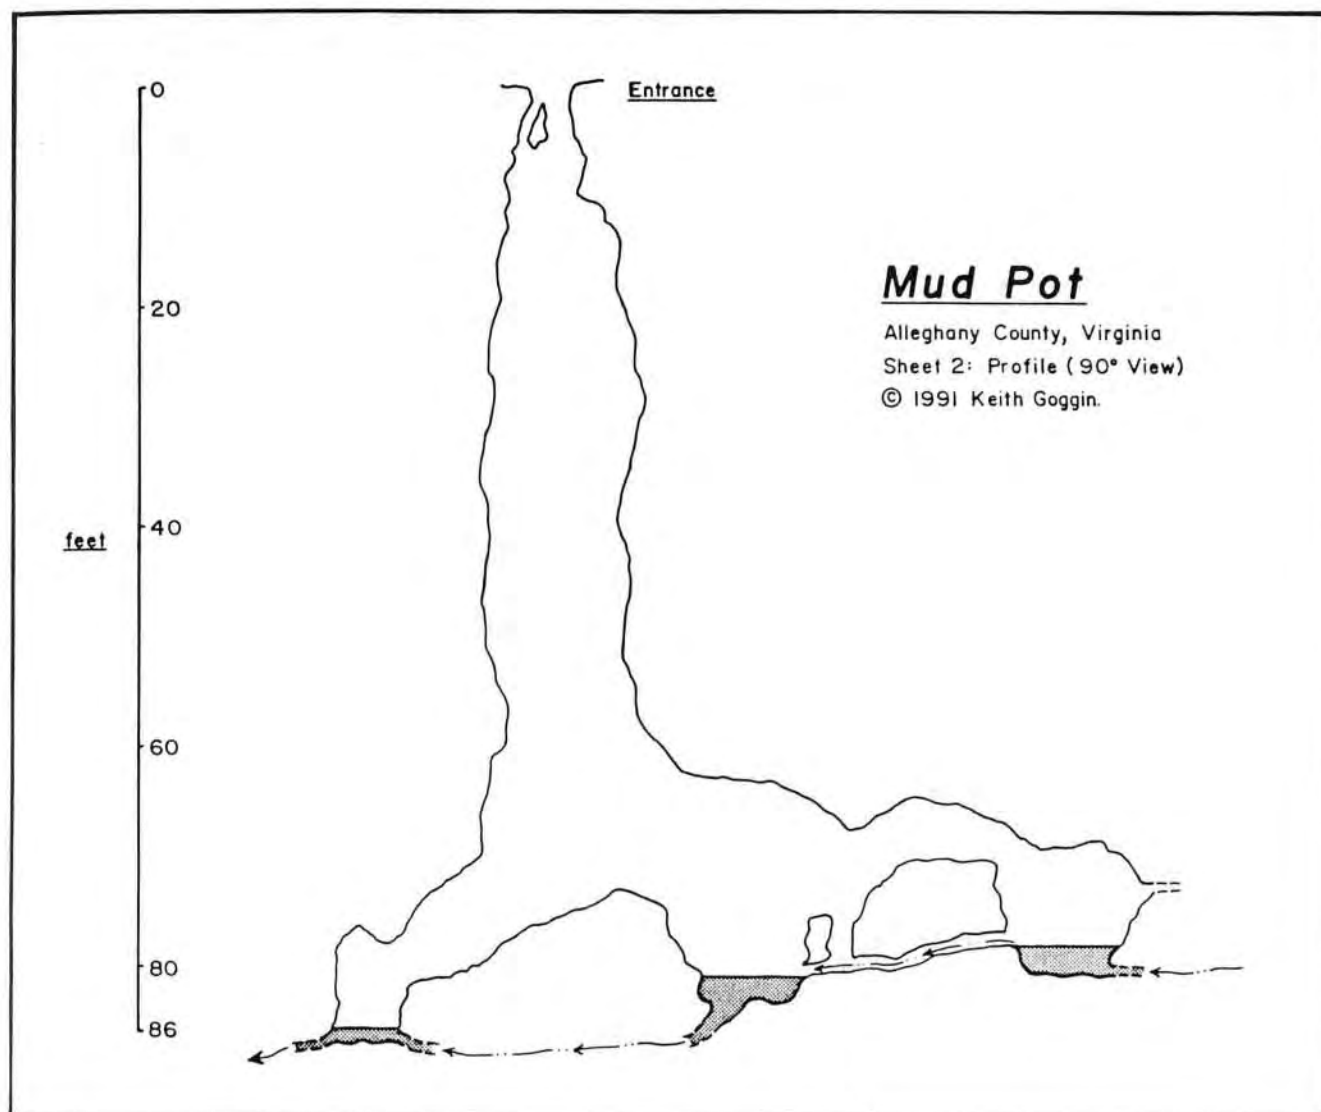 0
Entrance
20
Mud Pot
Alleghany County, Virginia
Sheet 2: Profile (90° View)
© 1991 Keith Goggin.
40
feet
60
80
86